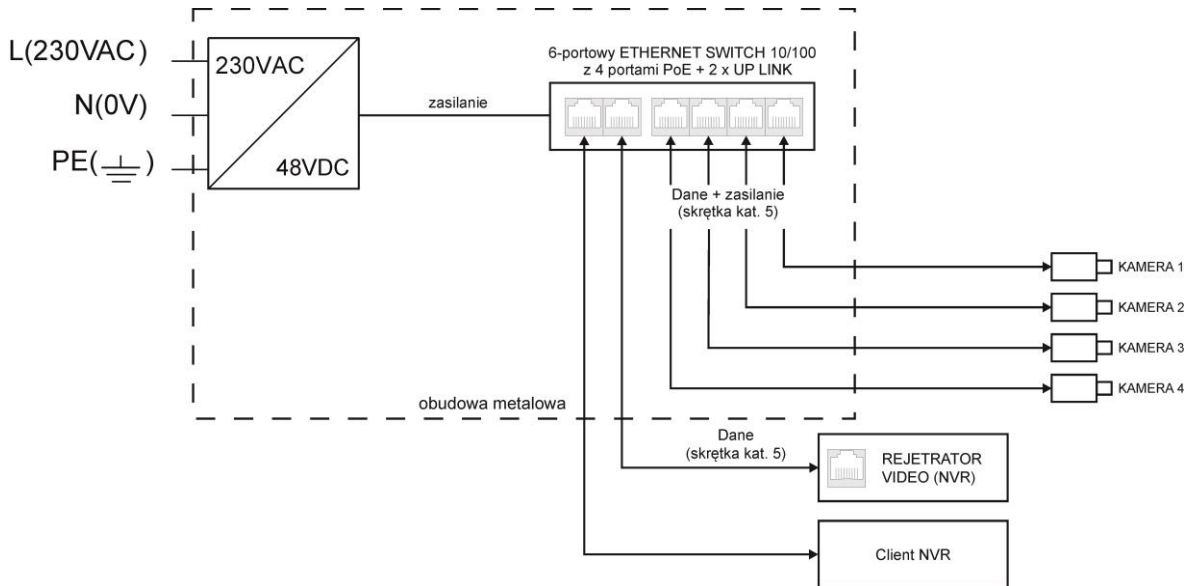 L(230VAC)
N(0V)
PE( )
230VAC
48VDC
zasilanie
6-portowy ETHERNET SWITCH 10/100
z 4 portami PoE + 2 x UP LINK
Dane + zasilanie
(skrętka kat. 5)
KAMERA 1
KAMERA 2
KAMERA 3
KAMERA 4
obudowa metalowa
Dane
(skrętka kat. 5)
REJETRATOR
VIDEO (NVR)
Client NVR